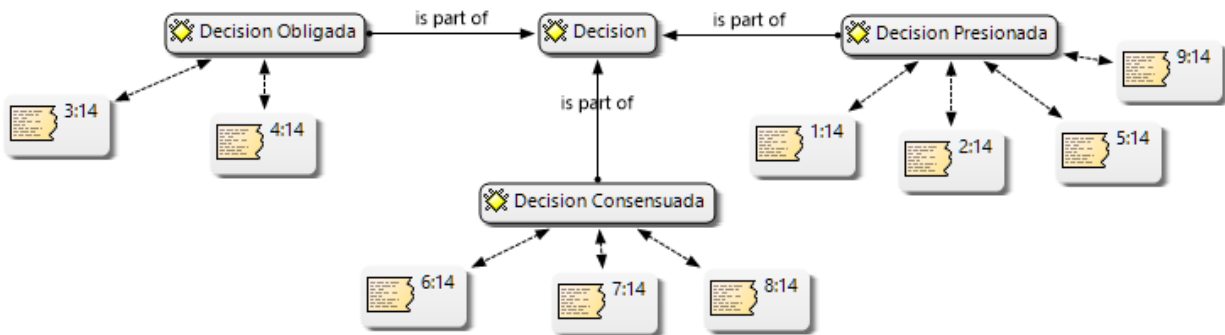 is part of
is part of
Decision Obligada
Decision
Decision Presionada
9:14
3:14
4:14
is part of
1:14
2:14
5:14
Decision Consensuada
6:14
7:14
8:14